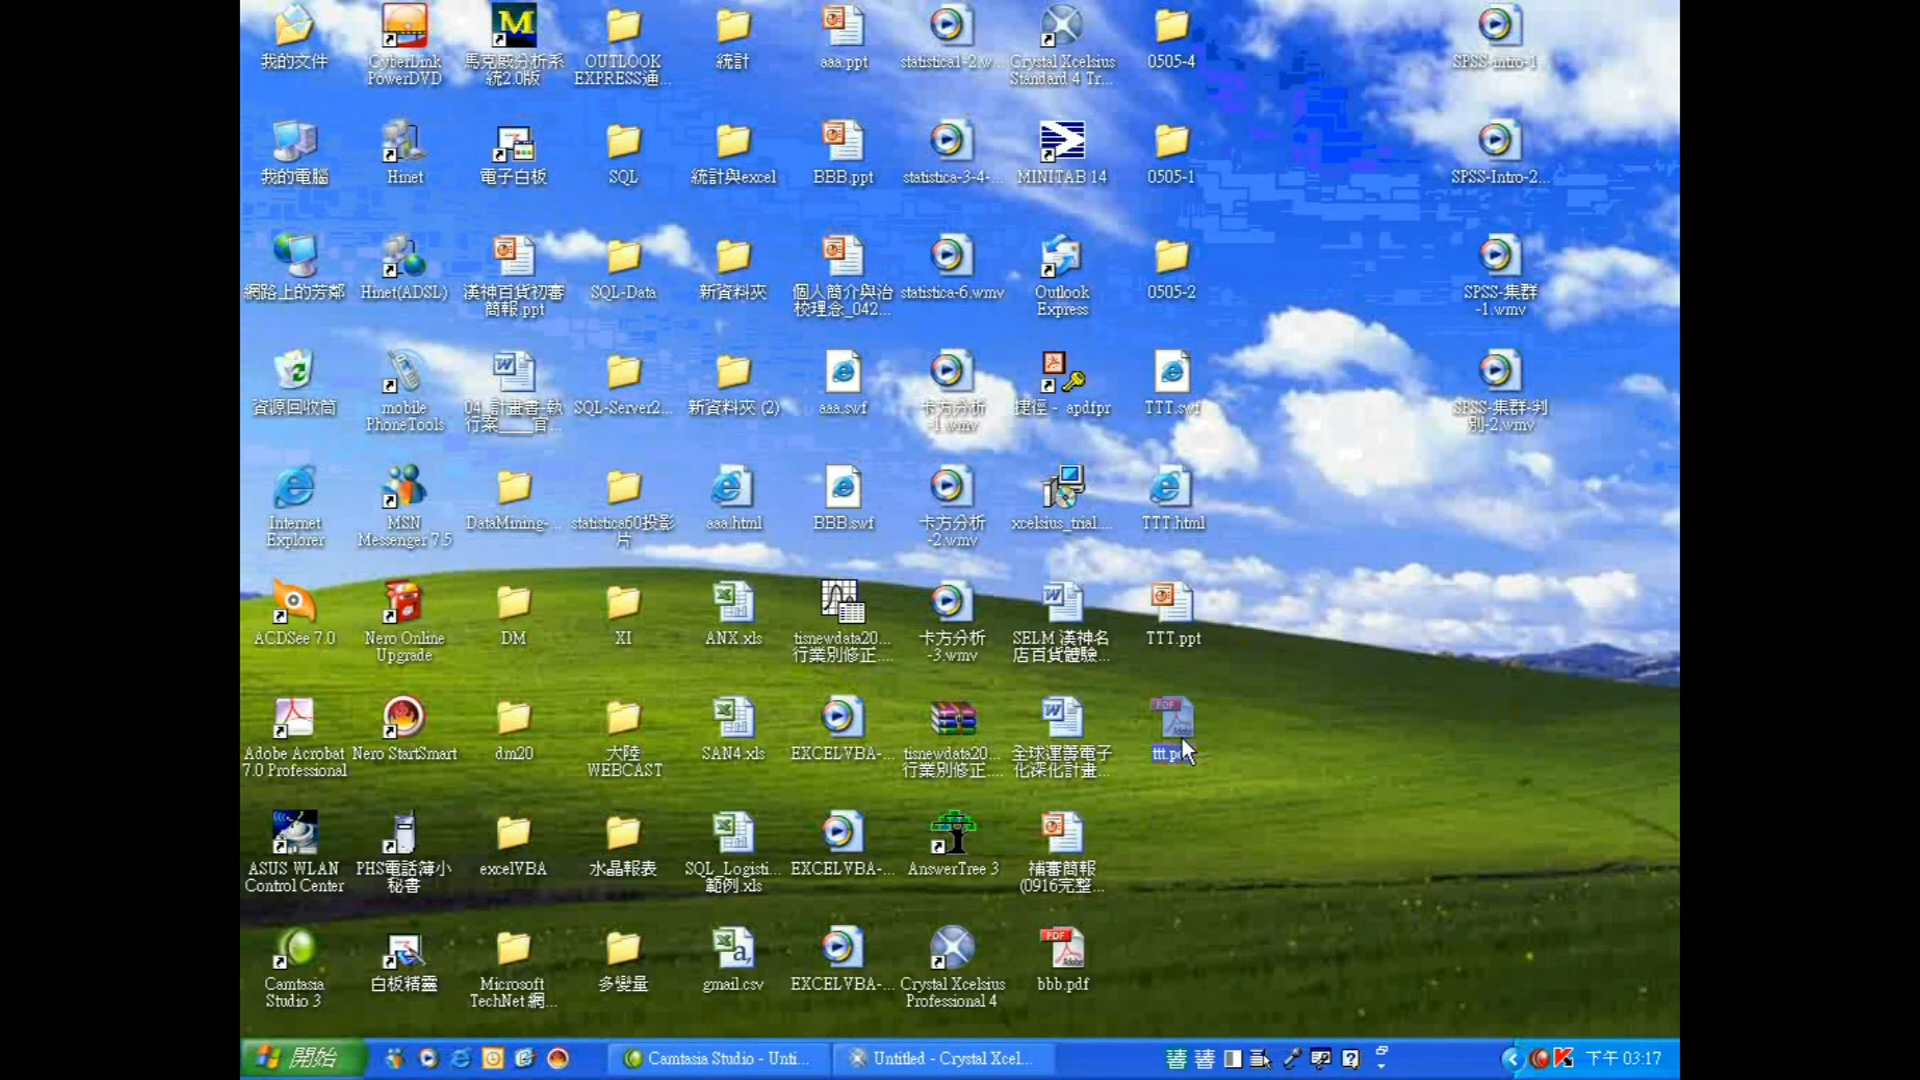 我的文件
CyberLink
PowerDVD
馬克威分析系
統2.0版
OUTLOOK
EXPRESS通...
統計
aaa.ppt
statistica1-2.w...
Crystal Xcelsius
Standard 4 Tr...
0505-4
SPSS-intro-1...
我的電腦
Hinet
電子白板
SQL
統計與excel
BBB.ppt
statistica-3-4-...
MINITAB 14
0505-1
SPSS-Intro-2...
網路上的芳鄰
Hinet(ADSL)
漢神百貨初審
簡報.ppt
SQL-Data
新資料夾
個人簡介與治
校理念_042...
statistica-6.wmv
Outlook
Express
0505-2
SPSS-集群
-1.wmv
資源回收筒
mobile
PhoneTools
04_計畫書-執
行案____官...
SQL-Server2...
新資料夾 (2)
aaa.swf
卡方分析
-1.wmv
捷徑 - apdfpr
TTT.swf
SPSS-集群-判
別-2.wmv
Internet
Explorer
MSN
Messenger 7.5
DataMining-...
statistica60投影
片
aaa.html
BBB.swf
卡方分析
-2.wmv
xcelsius_trial....
TTT.html
ACDSee 7.0
Nero Online
Upgrade
DM
XI
ANX.xls
tisnewdata20...
行業別修正....
卡方分析
-3.wmv
SELM 漢神名
店百貨體驗...
TTT.ppt
Adobe Acrobat
7.0 Professional
Nero StartSmart
dm20
大陸
WEBCAST
SAN4.xls
EXCELVBA-...
tisnewdata20...
行業別修正....
全球運籌電子
化深化計畫...
ttt.p
ASUS WLAN
Control Center
PHS電話簿小
秘書
excelVBA
水晶報表
SQL_Logisti...
範例.xls
EXCELVBA-...
AnswerTree 3
補審簡報
(0916完整...
Camtasia
Studio 3
白板精靈
Microsoft
TechNet 網...
多變量
gmail.csv
EXCELVBA-...
Crystal Xcelsius
Professional 4
bbb.pdf
開始
Camtasia Studio - Unti...
Untitled - Crystal Xcel...
下午 03:17